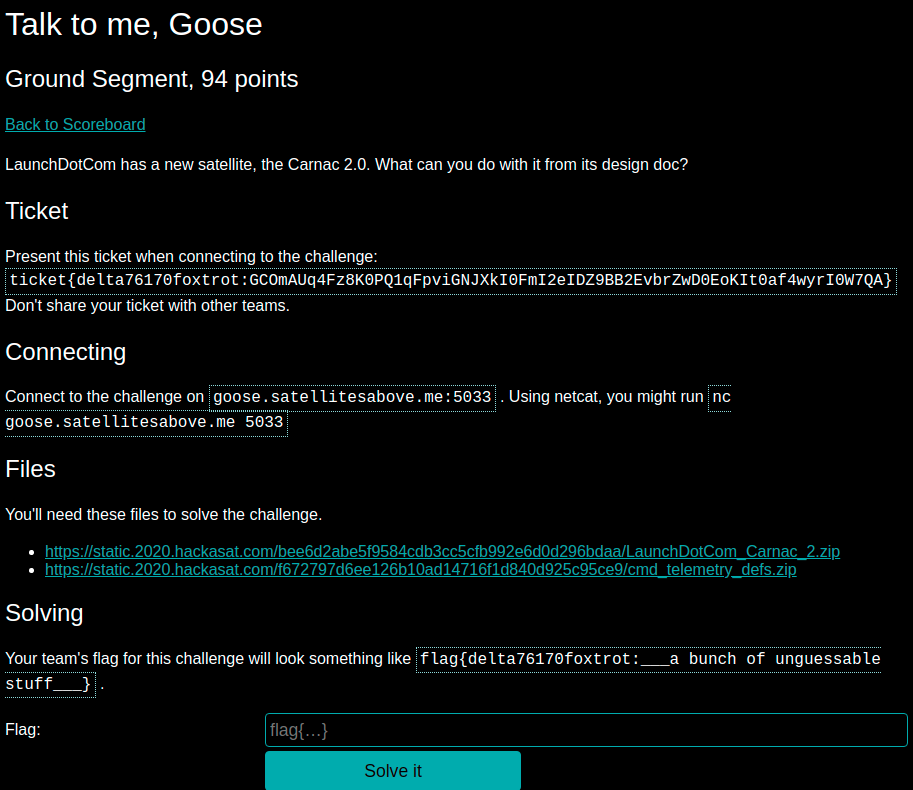 Talk to me, Goose
Ground Segment, 94 points
Back to Scoreboard
LaunchDotCom has a new satellite, the Carnac 2.0. What can you do with it from its design doc?
Ticket
Present this ticket when connecting to the challenge:
ticket{delta76170foxtrot:GCOmAUq4Fz8K0PQ1qFpviGNJXkI0FmI2eIDZ9BB2EvbrZwD0EoKIt0af4wyrI0W7QA}
Don't share your ticket with other teams.
Connecting
Connect to the challenge on goose.satellitesabove.me:5033 . Using netcat, you might run nc
goose.satellitesabove.me 5033
Files
You'll need these files to solve the challenge.
https://static.2020.hackasat.com/bee6d2abe5f9584cdb3cc5cfb992e6d0d296bdaa/LaunchDotCom_Carnac_2.zip
https://static.2020.hackasat.com/f672797d6ee126b10ad14716f1d840d925c95ce9/cmd_telemetry_defs.zip
Solving
Your team's flag for this challenge will look something like flag{delta76170foxtrot:___a bunch of unguessable
stuff___} .
Flag:
flag{…}
Solve it